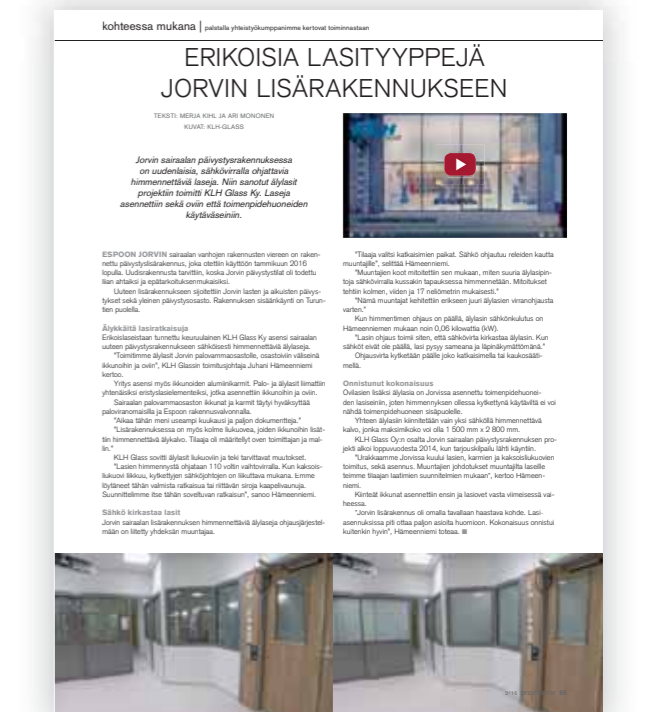 kohteessa mukana | palstalla yhteistyökumppanimme kertovat toiminnastaan
ERIKOISIA LASITYYPPEJÄ
JORVIN LISÄRAKENNUKSEEN
TEKSTI: MERJA KIHL JA ARI MONONEN
KUVAT: KLH-GLASS
Jorvin sairaalan päivystysrakennuksessa
on uudenlaisia, sähkövirralla ohjattavia
himmennettäviä laseja. Niin sanotut älylasit
projektiin toimitti KLH Glass Ky. Laseja
asennettiin sekä oviin että toimenpidehuoneiden
käytäväseiniin.
ESPOON JORVIN sairaalan vanhojen rakennusten viereen on raken-
nettu päivystyslisärakennus, joka otettiin käyttöön tammikuun 2016
lopulla. Uudisrakennusta tarvittiin, koska Jorvin päivystystilat oli todettu
liian ahtaiksi ja epätarkoituksenmukaisiksi.
Uuteen lisärakennukseen sijoitettiin Jorvin lasten ja aikuisten päivys-
tykset sekä yleinen päivystysosasto. Rakennuksen sisäänkäynti on Turun-
tien puolella.
Älykkäitä lasiratkaisuja
Erikoislaseistaan tunnettu keuruulainen KLH Glass Ky asensi sairaalan
uuteen päivystysrakennukseen sähköisesti himmennettäviä älylaseja.
"Toimitimme älylasit Jorvin palovammaosastolle, osastoivin väliseinä
ikkunoihin ja oviin", KLH Glassin toimitusjohtaja Juhani Hämeenniemi
kertoo.
Yritys asensi myös ikkunoiden alumiinikarmit. Palo- ja älylasit liimattiin
yhtenäisiksi eristyslasielementeiksi, jotka asennettiin ikkunoihin ja oviin.
Sairaalan palovammaosaston ikkunat ja karmit täytyi hyväksyttää
paloviranomaisilla ja Espoon rakennusvalvonnalla.
"Aikaa tähän meni useampi kuukausi ja paljon dokumentteja."
"Lisärakennuksessa on myös kolme liukuovea, joiden ikkunoihin lisät-
tiin himmennettävä älykalvo. Tilaaja oli määritellyt oven toimittajan ja mal-
lin."
KLH Glass sovitti älylasit liukuoviin ja teki tarvittavat muutokset.
"Lasien himmennystä ohjataan 110 voltin vaihtovirralla. Kun kaksois-
liukuovi liikkuu, kytkettyjen sähköjohtojen on liikuttava mukana. Emme
löytäneet tähän valmista ratkaisua tai riittävän siroja kaapelivaunuja.
Suunnittelimme itse tähän soveltuvan ratkaisun", sanoo Hämeenniemi.
Sähkö kirkastaa lasit
Jorvin sairaalan lisärakennuksen himmennettäviä älylaseja ohjausjärjestel-
mään on liitetty yhdeksän muuntajaa.
"Tilaaja valitsi katkaisimien paikat. Sähkö ohjautuu releiden kautta
muuntajille", selittää Hämeenniemi.
"Muuntajien koot mitoitettiin sen mukaan, miten suuria älylasipin-
toja sähkövirralla kussakin tapauksessa himmennetään. Mitoitukset
tehtiin kolmen, viiden ja 17 neliömetrin mukaisesti."
"Nämä muuntajat kehitettiin erikseen juuri älylasien virranohjausta
varten."
Kun himmentimen ohjaus on päällä, älylasin sähkönkulutus on
Hämeenniemen mukaan noin 0,06 kilowattia (kW).
"Lasin ohjaus toimii siten, että sähkövirta kirkastaa älylasin. Kun
sähköt eivät ole päällä, lasi pysyy sameana ja läpinäkymättömänä."
Ohjausvirta kytketään päälle joko katkaisimella tai kaukosääti-
mellä.
Onnistunut kokonaisuus
Ovilasien lisäksi älylasia on Jorvissa asennettu toimenpidehuonei-
den lasiseiniin, joten himmennyksen ollessa kytkettynä käytäviltä ei voi
nähdä toimenpidehuoneen sisäpuolelle.
Yhteen älylasiin kiinnitetään vain yksi sähköllä himmennettävä
kalvo, jonka maksimikoko voi olla 1 500 mm x 2 800 mm.
KLH Glass Oy:n osalta Jorvin sairaalan päivystysrakennuksen pro-
jekti alkoi loppuvuodesta 2014, kun tarjouskilpailu lähti käyntiin.
"Urakkaamme Jorvissa kuului lasien, karmien ja kaksoisliukuovien
toimitus, sekä asennus. Muuntajien johdotukset muuntajilta laseille
teimme tilaajan laatimien suunnitelmien mukaan", kertoo Hämeen-
niemi.
Kiinteät ikkunat asennettiin ensin ja lasiovet vasta viimeisessä vai-
heessa.
"Jorvin lisärakennus oli omalla tavallaan haastava kohde. Lasi-
asennuksissa piti ottaa paljon asioita huomioon. Kokonaisuus onnistui
kuitenkin hyvin", Hämeenniemi toteaa.